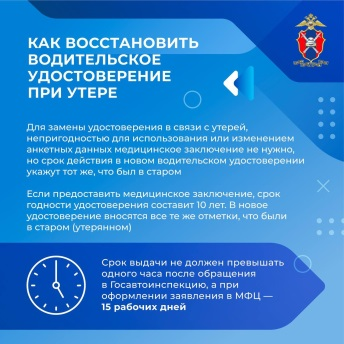 КАК ВОССТАНОВИТЬ
ВОДИТЕЛЬСКОЕ
УДОСТОВЕРЕНИЕ
ПРИ УТЕРЕ
Для замены удостоверения в связи с утерей,
непригодностью для использования или изменением
анкетных данных медицинское заключение не нужно,
но срок действия в новом водительском удостоверении
укажут тот же, что был в старом
Если предоставить медицинское заключение, срок
годности удостоверения составит 10 лет. В новое
удостоверение вносятся все те же отметки, что были
в старом (утерянном)
Срок выдачи не должен превышать
одного часа после обращения
в Госавтоинспекцию, а при
оформлении заявления в МФЦ —
15 рабочих дней